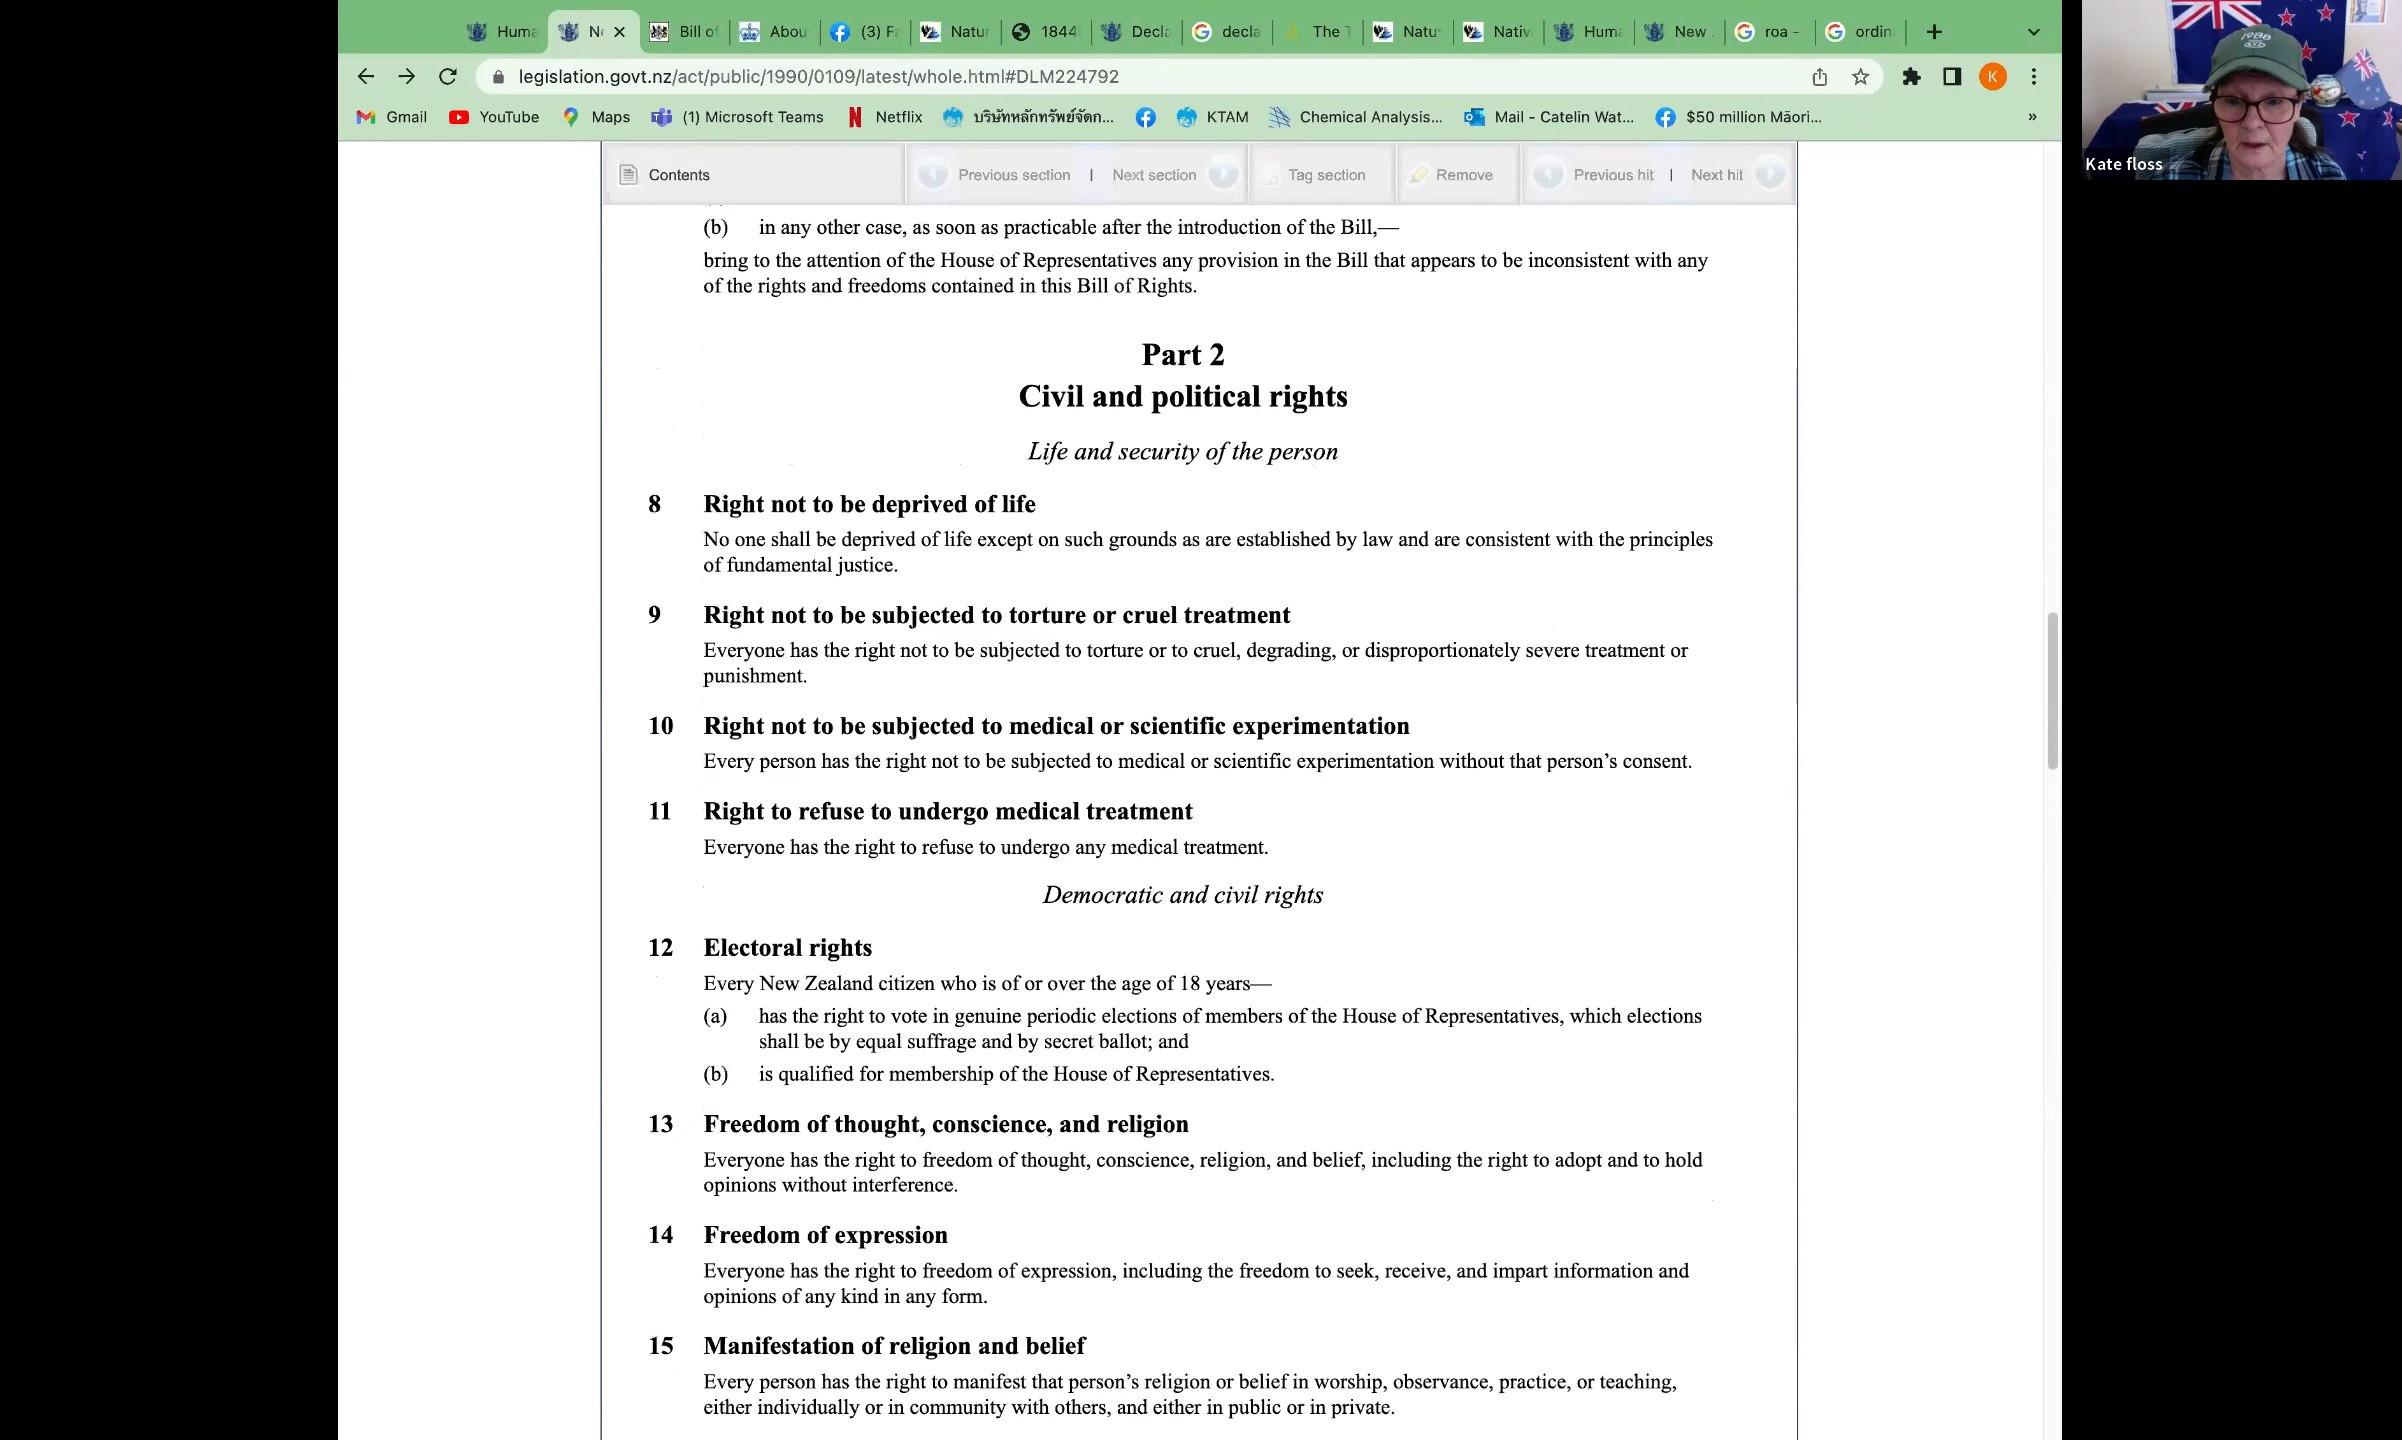 Huma
N
Bill of
Abou
(3) Fa
Natur
1844
Decla
decla
The T
Natu
Nativ
Huma
New
roa -
ordin
legislation.govt.nz/act/public/1990/0109/latest/whole.html#DLM224792
K
Gmail
YouTube
Maps
(1) Microsoft Teams
Netflix
บริษัทหลักทรัพย์จัดก...
KTAM
Chemical Analysis...
Mail - Catelin Wat...
$50 million Māori...
»
1986
Kate floss
Contents
Previous section | Next section
Tag section
Remove
Previous hit | Next hit
(b) in any other case, as soon as practicable after the introduction of the Bill,—
bring to the attention of the House of Representatives any provision in the Bill that appears to be inconsistent with any
of the rights and freedoms contained in this Bill of Rights.
Part 2
Civil and political rights
Life and security of the person
8 Right not to be deprived of life
No one shall be deprived of life except on such grounds as are established by law and are consistent with the principles
of fundamental justice.
9 Right not to be subjected to torture or cruel treatment
Everyone has the right not to be subjected to torture or to cruel, degrading, or disproportionately severe treatment or
punishment.
10 Right not to be subjected to medical or scientific experimentation
Every person has the right not to be subjected to medical or scientific experimentation without that person’s consent.
11 Right to refuse to undergo medical treatment
Everyone has the right to refuse to undergo any medical treatment.
Democratic and civil rights
12 Electoral rights
Every New Zealand citizen who is of or over the age of 18 years—
(a) has the right to vote in genuine periodic elections of members of the House of Representatives, which elections
shall be by equal suffrage and by secret ballot; and
(b) is qualified for membership of the House of Representatives.
13 Freedom of thought, conscience, and religion
Everyone has the right to freedom of thought, conscience, religion, and belief, including the right to adopt and to hold
opinions without interference.
14 Freedom of expression
Everyone has the right to freedom of expression, including the freedom to seek, receive, and impart information and
opinions of any kind in any form.
15 Manifestation of religion and belief
Every person has the right to manifest that person’s religion or belief in worship, observance, practice, or teaching,
either individually or in community with others, and either in public or in private.